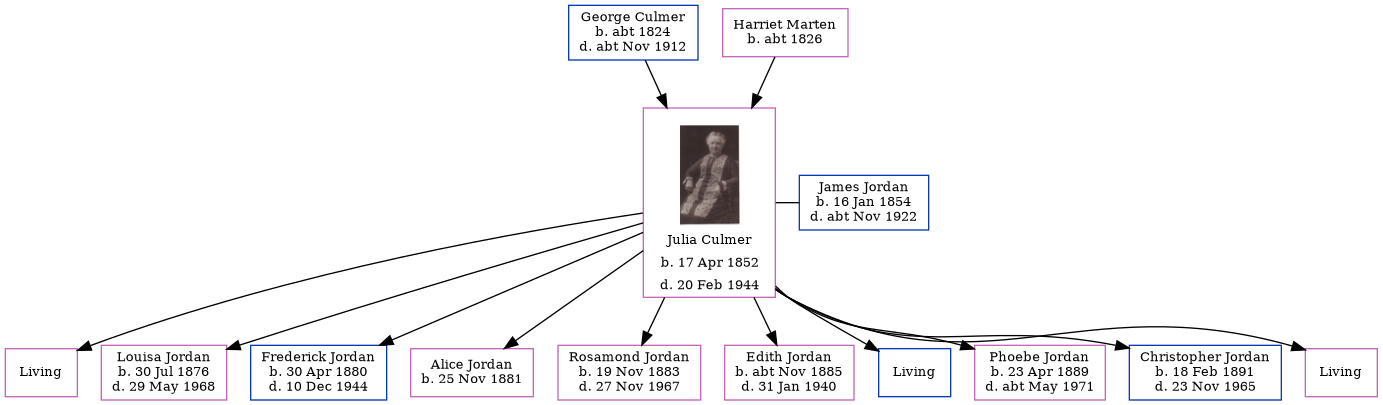 George Culmer
b. abt 1824
d. abt Nov 1912
Harriet Marten
b. abt 1826
Julia Culmer
b. 17 Apr 1852
d. 20 Feb 1944
James Jordan
b. 16 Jan 1854
d. abt Nov 1922
Living
Louisa Jordan
b. 30 Jul 1876
d. 29 May 1968
Frederick Jordan
b. 30 Apr 1880
d. 10 Dec 1944
Alice Jordan
b. 25 Nov 1881
Rosamond Jordan
b. 19 Nov 1883
d. 27 Nov 1967
Edith Jordan
b. abt Nov 1885
d. 31 Jan 1940
Living
Phoebe Jordan
b. 23 Apr 1889
d. abt May 1971
Christopher Jordan
b. 18 Feb 1891
d. 23 Nov 1965
Living